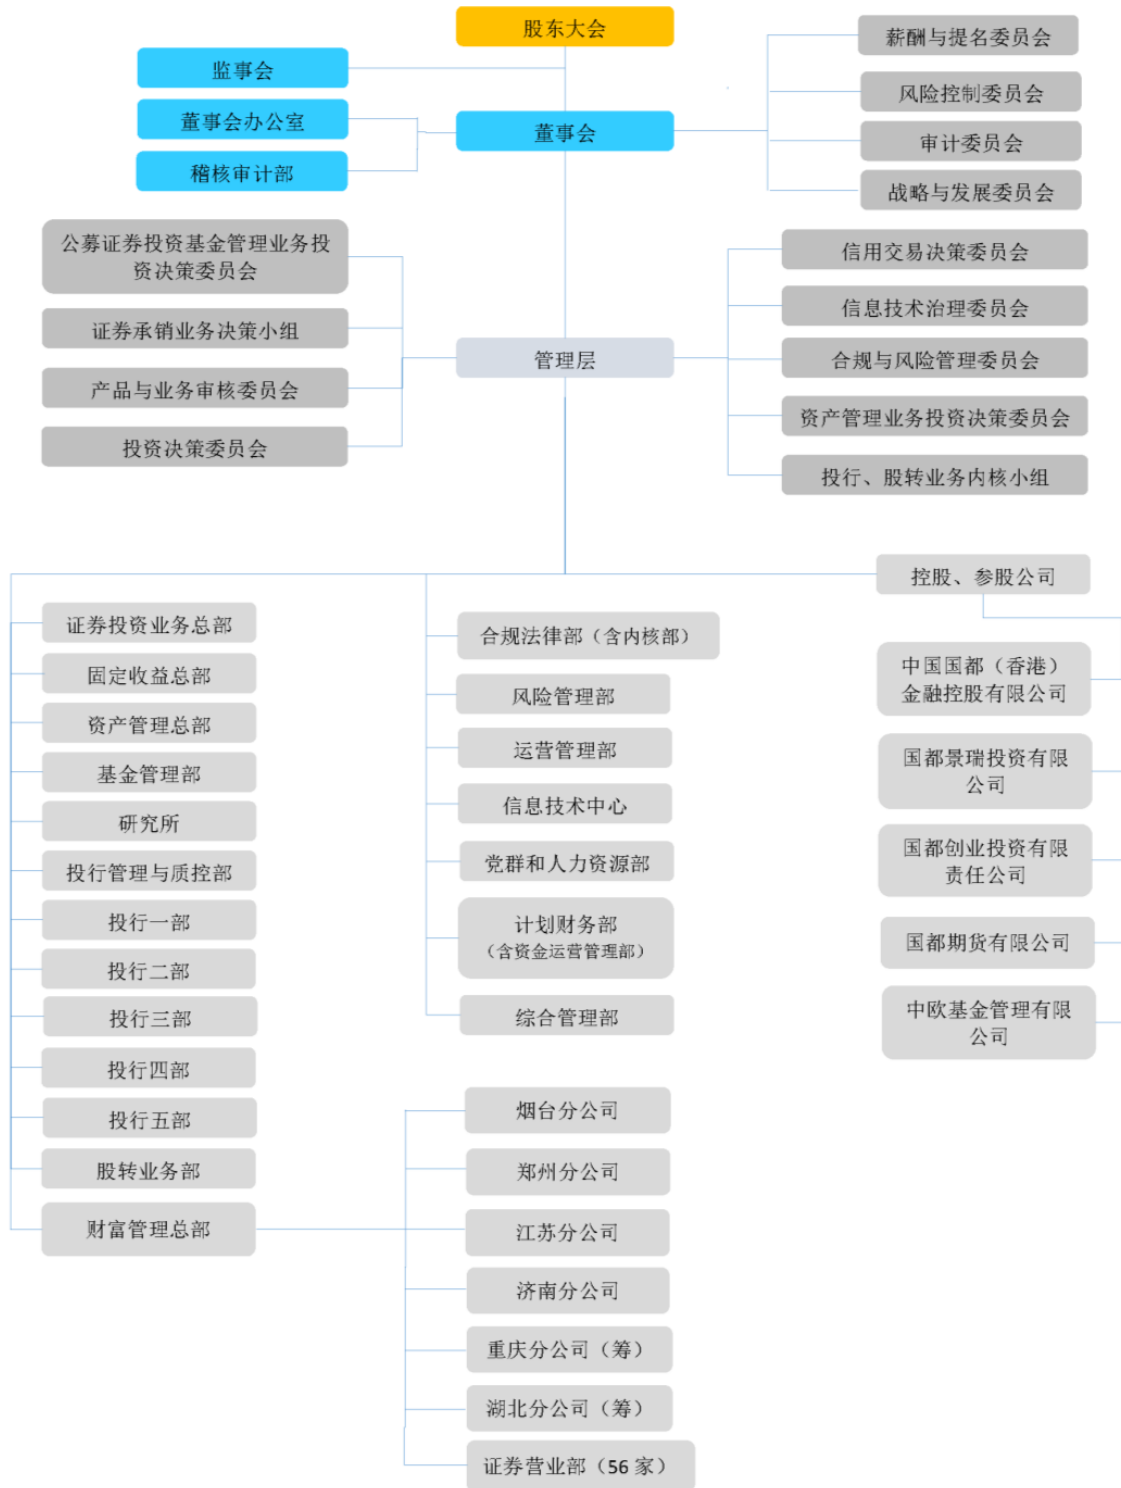 股东大会
监事会
董事会办公室
稽核审计部
董事会
薪酬与提名委员会
风险控制委员会
审计委员会
战略与发展委员会
公募证券投资基金管理业务投
资决策委员会
证券承销业务决策小组
产品与业务审核委员会
投资决策委员会
管理层
信用交易决策委员会
信息技术治理委员会
合规与风险管理委员会
资产管理业务投资决策委员会
投行、股转业务内核小组
证券投资业务总部
固定收益总部
资产管理总部
基金管理部
研究所
投行管理与质控部
投行一部
投行二部
投行三部
投行四部
投行五部
股转业务部
财富管理总部
合规法律部（含内核部）
风险管理部
运营管理部
信息技术中心
党群和人力资源部
计划财务部
（含资金运营管理部）
综合管理部
烟台分公司
郑州分公司
江苏分公司
济南分公司
重庆分公司（筹）
湖北分公司（筹）
证券营业部（56 家）
控股、参股公司
中国国都（香港）
金融控股有限公司
国都景瑞投资有限
公司
国都创业投资有限
责任公司
国都期货有限公司
中欧基金管理有限
公司